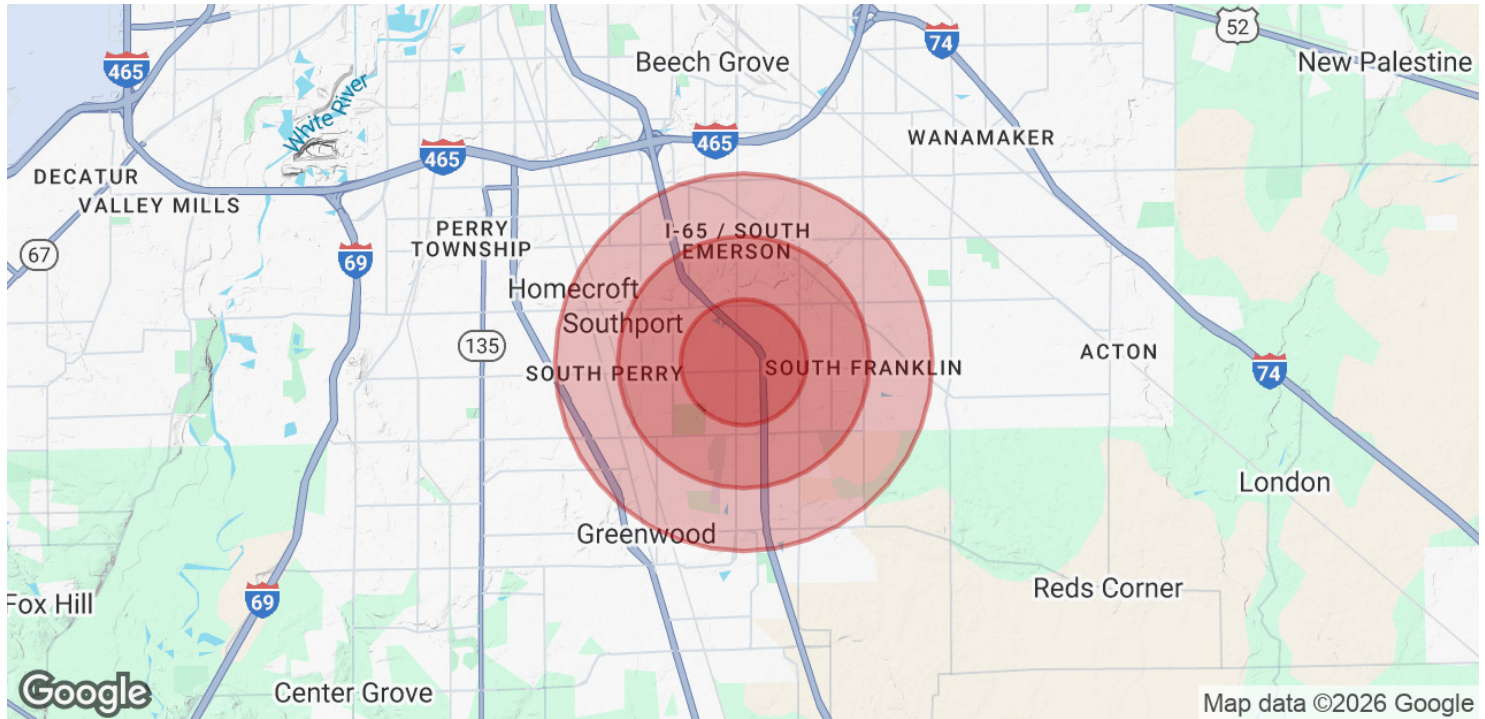 52
74
Beech Grove
New Palestine
465
White River
465
465
WANAMAKER
DECATUR
VALLEY MILLS
PERRY
TOWNSHIP
I-65 / SOUTH
EMERSON
67
69
Homecroft
Southport
135
ACTON
SOUTH PERRY
SOUTH FRANKLIN
74
London
Greenwood
Reds Corner
69
Fox Hill
Center Grove
Google
Map data ©2026 Google